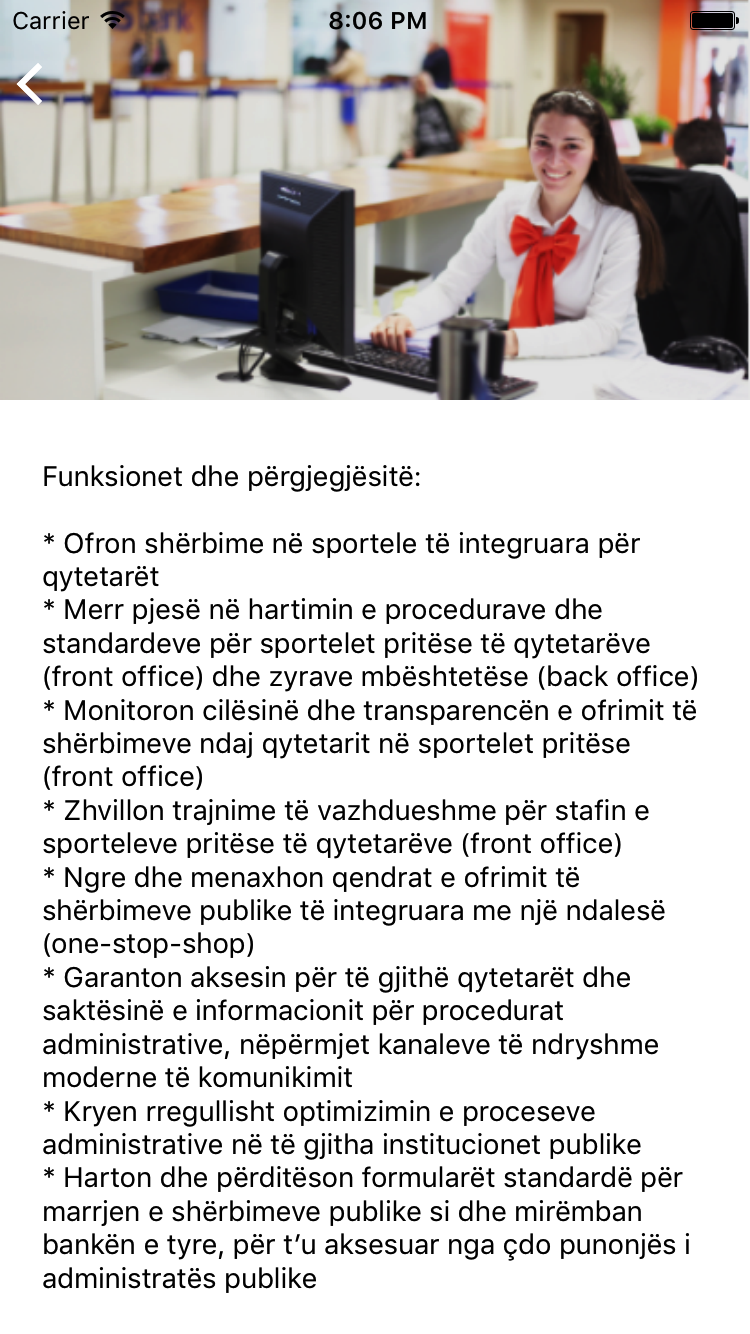 Carrier 8:06 PM
Funksionet dhe përgjegjësitë:
* Ofron shërbime në sportele të integruara për
qytetarët
* Merr pjesë në hartimin e procedurave dhe
standardeve për sportelet pritëse të qytetarëve
(front office) dhe zyrave mbështetëse (back office)
* Monitoron cilësinë dhe transparencën e ofrimit të
shërbimeve ndaj qytetarit në sportelet pritëse
(front office)
* Zhvillon trajnime të vazhdueshme për stafin e
sporteleve pritëse të qytetarëve (front office)
* Ngre dhe menaxhon qendrat e ofrimit të
shërbimeve publike të integruara me një ndalesë
(one-stop-shop)
* Garanton aksesin për të gjithë qytetarët dhe
saktësinë e informacionit për procedurat
administrative, nëpërmjet kanaleve të ndryshme
moderne të komunikimit
* Kryen rregullisht optimizimin e proceseve
administrative në të gjitha institucionet publike
* Harton dhe përditëson formularët standardë për
marrjen e shërbimeve publike si dhe mirëmban
bankën e tyre, për t’u aksesuar nga çdo punonjës i
administratës publike